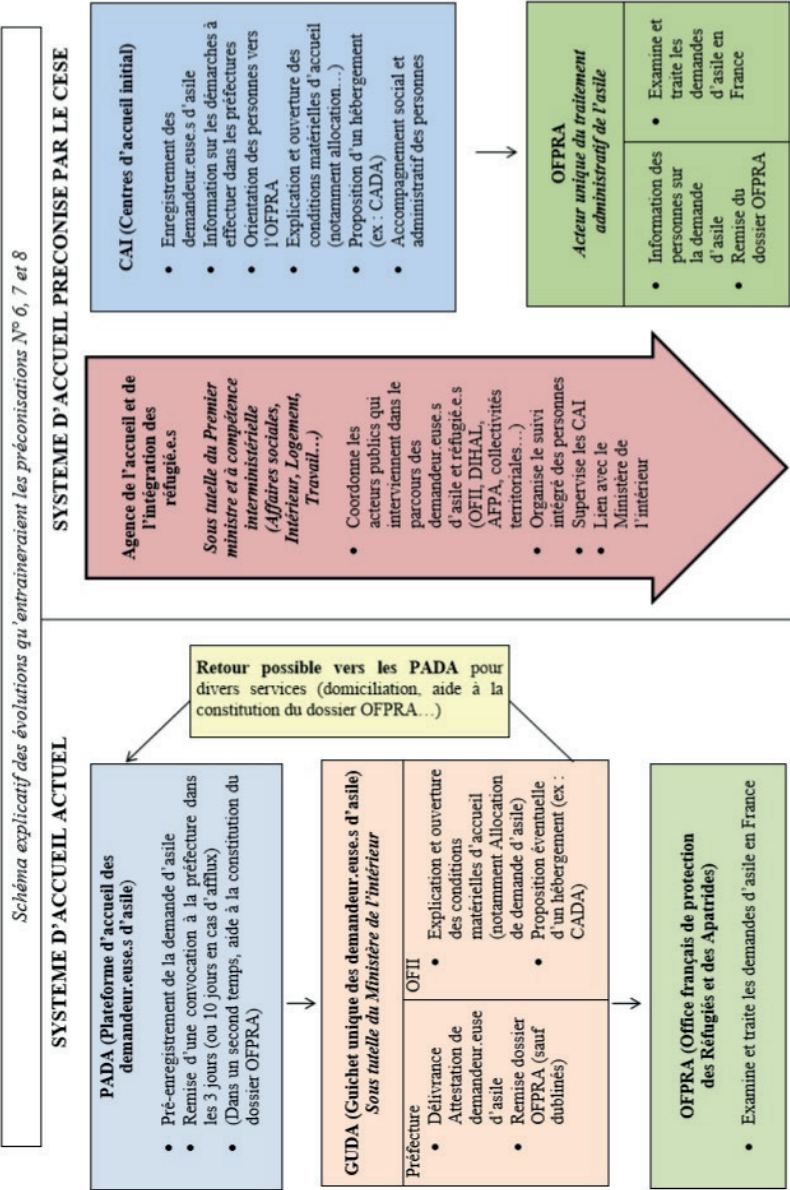 Schéma explicatif des évolutions qu'entraineraient les préconisations N° 6, 7 et 8
SYSTEME D'ACCUEIL ACTUEL
PADA (Plateforme d'accueil des
demandeur.euse.s d'asile)
• Pré-enregistrement de la demande d'asile
• Remise d'une convocation à la préfecture dans
les 3 jours (ou 10 jours en cas d'afflux)
• (Dans un second temps, aide à la constitution du
dossier OFPRA)
Retour possible vers les PADA pour
divers services (domiciliation, aide à la
constitution du dossier OFPRA…)
GUDA (Guichet unique des demandeur.euse.s d'asile)
Sous tutelle du Ministère de l'intérieur
Préfecture
• Délivrance
Attestation de
demandeur.euse
d'asile
• Remise dossier
OFPRA (sauf
dublinés)
OFII
• Explication et ouverture
des conditions
matérielles d'accueil
(notamment Allocation
de demande d'asile)
• Proposition éventuelle
d'un hébergement (ex :
CADA)
OFPRA (Office français de protection
des Réfugiés et des Apatrides)
• Examine et traite les demandes d'asile en France
SYSTEME D'ACCUEIL PRECONISE PAR LE CESE
Agence de l'accueil et de
l'intégration des
réfugié.e.s
Sous tutelle du Premier
ministre et à compétence
interministérielle
(Affaires sociales,
Intérieur, Logement,
Travail…)
• Coordonne les
acteurs publics qui
interviennent dans le
parcours des
demandeur.euse.s
d'asile et réfugié.e.s
(OFII, DIHAL,
AFPA, collectivités
territoriales…)
• Organise le suivi
intégré des personnes
• Supervise les CAI
• Lien avec le
Ministère de
l'intérieur
CAI (Centres d'accueil initial)
• Enregistrement des
demandeur.euse.s d'asile
• Information sur les démarches à
effectuer dans les préfectures
• Orientation des personnes vers
l'OFPRA
• Explication et ouverture des
conditions matérielles d'accueil
(notamment allocation…)
• Proposition d'un hébergement
(ex : CADA)
• Accompagnement social et
administratif des personnes
OFPRA
Acteur unique du traitement
administratif de l'asile
• Information des
personnes sur
la demande
d'asile
• Remise du
dossier OFPRA
• Examine et
traite les
demandes
d'asile en
France